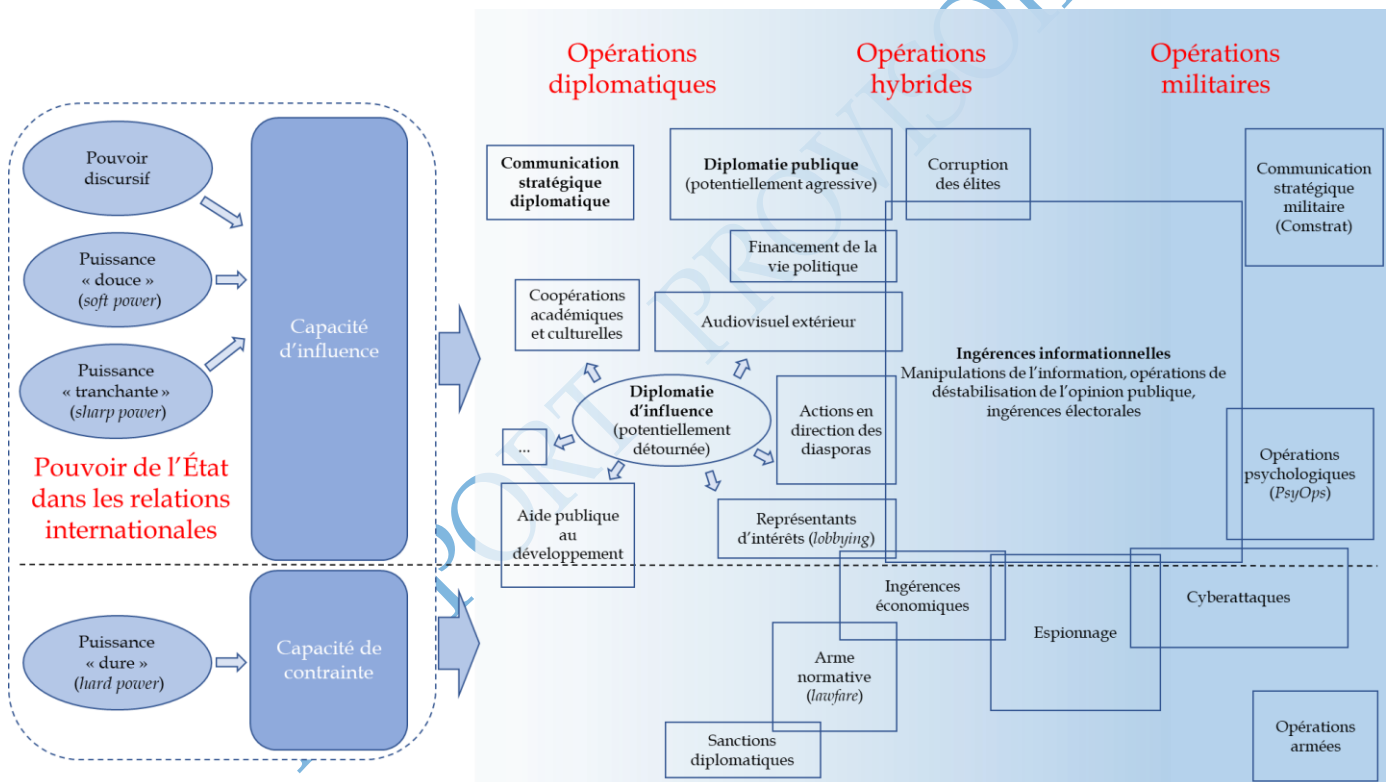 Opérations
diplomatiques
Opérations
hybrides
Opérations
militaires
Pouvoir
discursif
Puissance
« douce »
(soft power)
Puissance
« tranchante »
(sharp power)
Pouvoir de l'État
dans les relations
internationales
Puissance
« dure »
(hard power)
Capacité
d'influence
Capacité de
contrainte
Communication
stratégique
diplomatique
Diplomatie publique
(potentiellement agressive)
Corruption
des élites
Communication
stratégique
militaire
(Comstrat)
Financement de la
vie politique
Coopérations
académiques
et culturelles
Audiovisuel extérieur
Ingérences informationnelles
Manipulations de l'information, opérations de
déstabilisation de l'opinion publique,
ingérences électorales
Diplomatie
d'influence
(potentiellement
détournée)
Actions en
direction des
diasporas
...
Opérations
psychologiques
(PsyOps)
Aide publique
au
développement
Représentants
d'intérêts (lobbying)
Ingérences
économiques
Espionnage
Cyberattaques
Arme
normative
(lawfare)
Sanctions
diplomatiques
Opérations
armées
PORT PROVISO